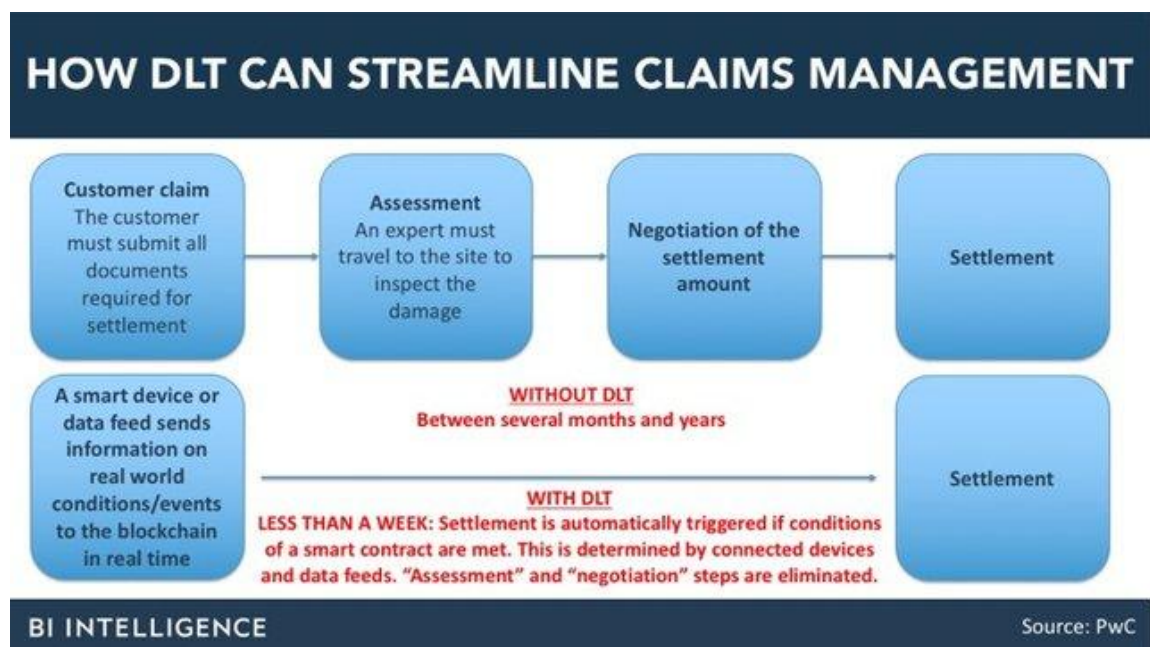 HOW DLT CAN STREAMLINE CLAIMS MANAGEMENT
Customer claim
The customer
must submit all
documents
required for
settlement
Assessment
An expert must
travel to the site to
inspect the
damage
Negotiation of the
settlement
amount
Settlement
WITHOUT DLT
Between several months and years
A smart device or
data feed sends
information on
real world
conditions/events
to the blockchain
in real time
WITH DLT
LESS THAN A WEEK: Settlement is automatically triggered if conditions
of a smart contract are met. This is determined by connected devices
and data feeds. “Assessment” and “negotiation” steps are eliminated.
Settlement
BI INTELLIGENCE
Source: PwC